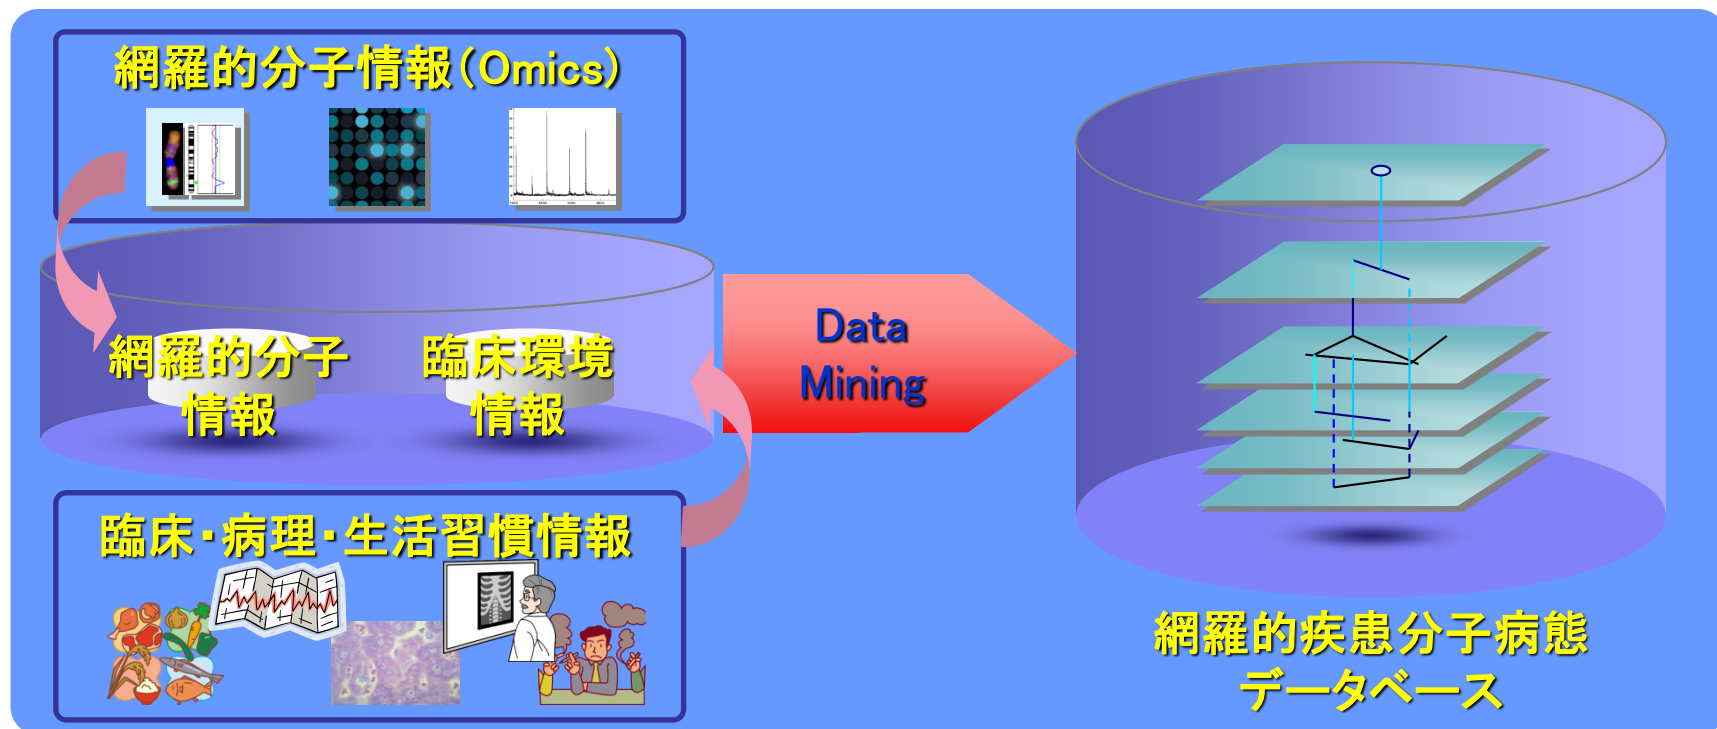 網羅的分子情報(Omics)
網羅的分子
情報
臨床環境
情報
Data
Mining
臨床・病理・生活習慣情報
網羅的疾患分子病態
データベース